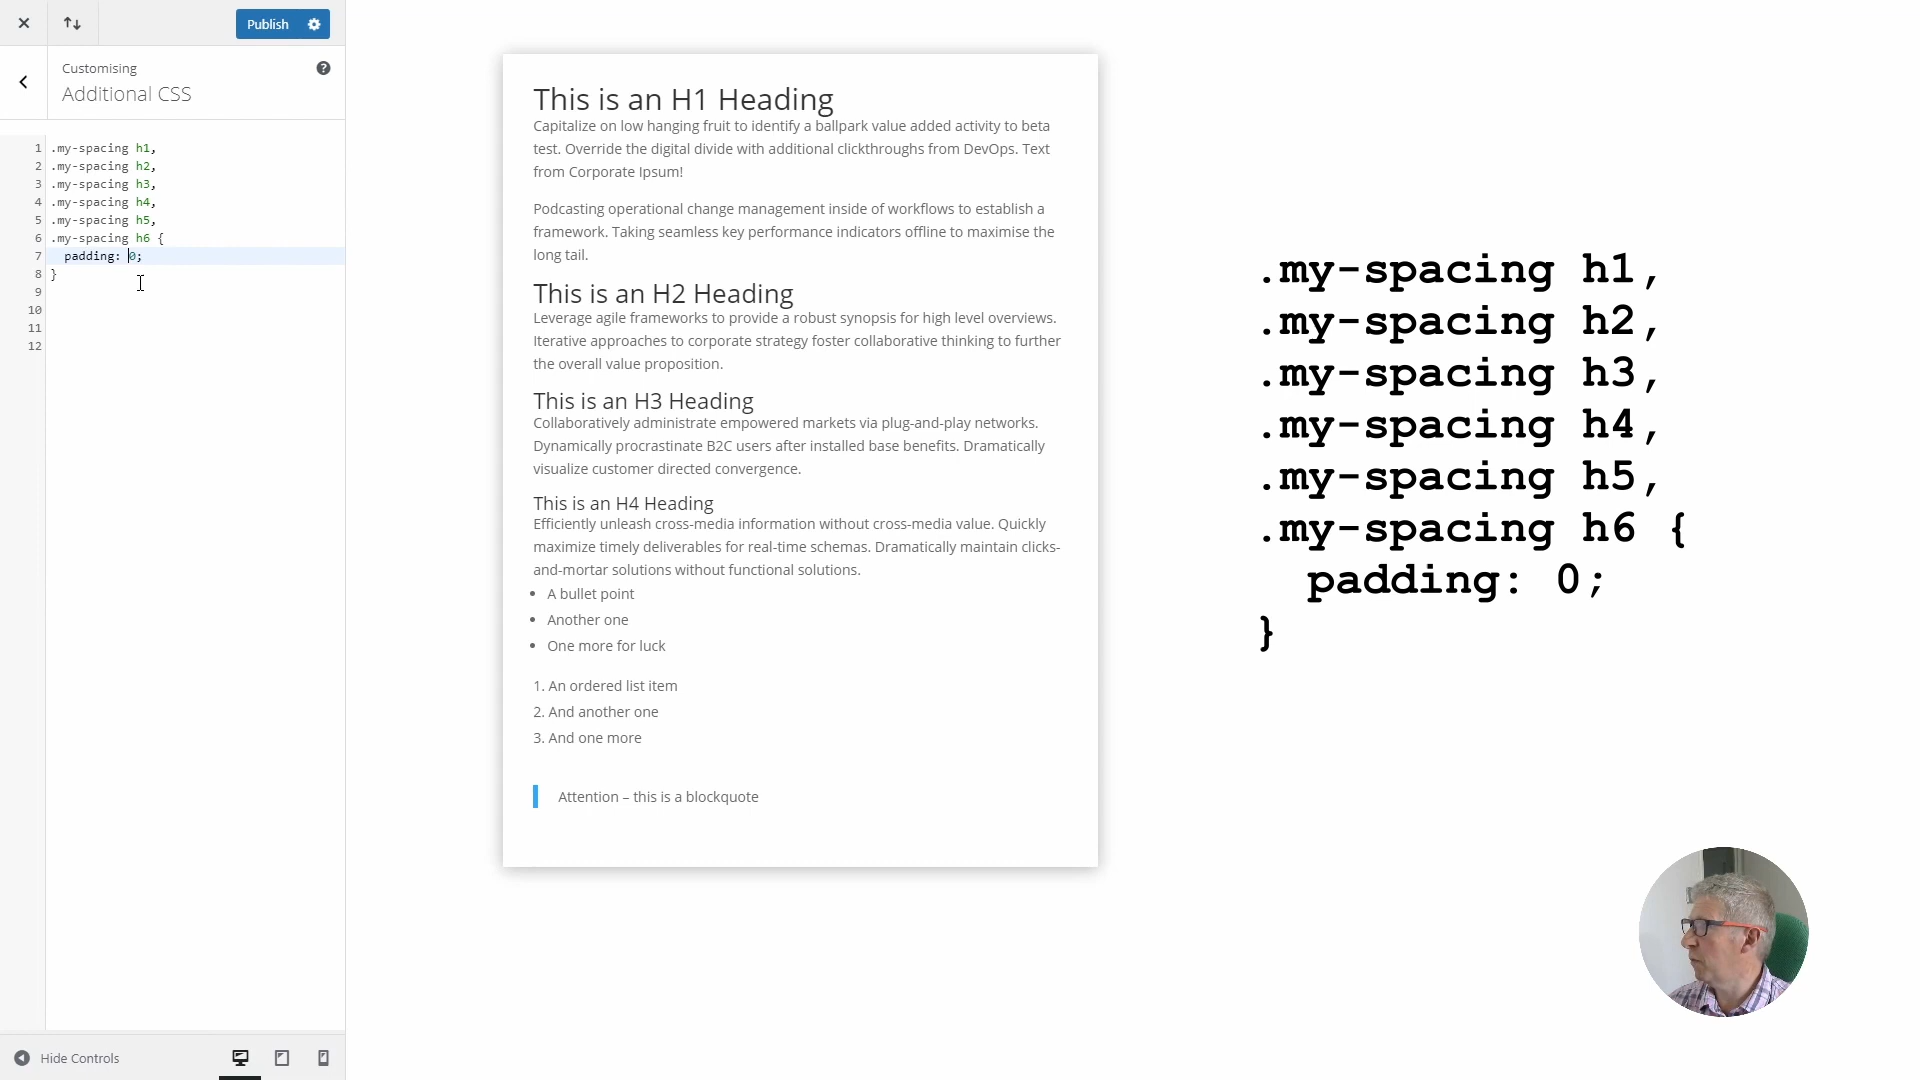 Publish
Customising
Additional CSS
1 .my-spacing h1,
2 .my-spacing h2,
3 .my-spacing h3,
4 .my-spacing h4,
5 .my-spacing h5,
6 .my-spacing h6 {
7 padding: 0;
8 }
9
10
11
12
Hide Controls
This is an H1 Heading
Capitalize on low hanging fruit to identify a ballpark value added activity to beta
test. Override the digital divide with additional clickthroughs from DevOps. Text
from Corporate Ipsum!
Podcasting operational change management inside of workflows to establish a
framework. Taking seamless key performance indicators offline to maximise the
long tail.
This is an H2 Heading
Leverage agile frameworks to provide a robust synopsis for high level overviews.
Iterative approaches to corporate strategy foster collaborative thinking to further
the overall value proposition.
This is an H3 Heading
Collaboratively administrate empowered markets via plug-and-play networks.
Dynamically procrastinate B2C users after installed base benefits. Dramatically
visualize customer directed convergence.
This is an H4 Heading
Efficiently unleash cross-media information without cross-media value. Quickly
maximize timely deliverables for real-time schemas. Dramatically maintain clicks-
and-mortar solutions without functional solutions.
• A bullet point
• Another one
• One more for luck
1. An ordered list item
2. And another one
3. And one more
Attention – this is a blockquote
.my-spacing h1,
.my-spacing h2,
.my-spacing h3,
.my-spacing h4,
.my-spacing h5,
.my-spacing h6 {
padding: 0;
}